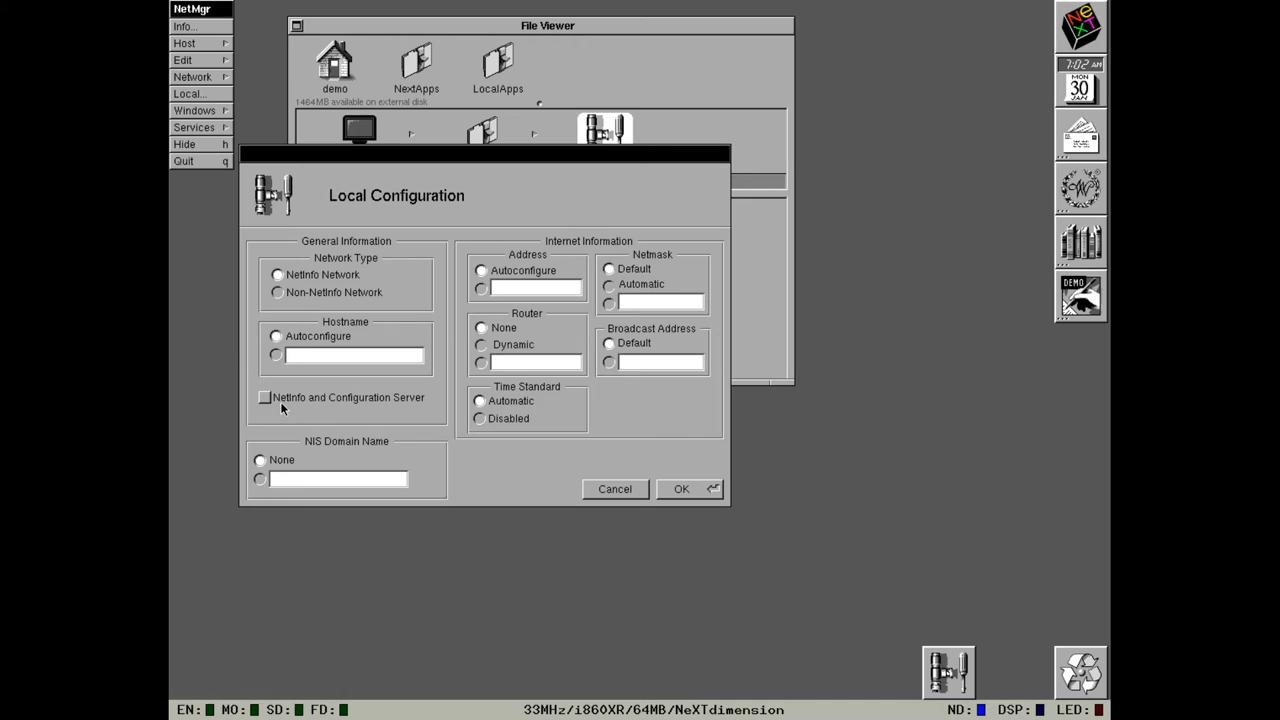 NetMgr
Info...
Host
Edit
Network
Local...
Windows
Services
Hide h
Quit q
File Viewer
demo
NextApps
LocalApps
1464MB available on external disk
Local Configuration
General Information
Network Type
NetInfo Network
Non-NetInfo Network
Hostname
Autoconfigure
NetInfo and Configuration Server
NIS Domain Name
None
Internet Information
Address
Autoconfigure
Router
None
Dynamic
Time Standard
Automatic
Disabled
Netmask
Default
Automatic
Broadcast Address
Default
Cancel
OK
NeXT
7:02 AM
MON
30
JAN
DEMO
EN: MO: SD: FD: 33MHz/i860XR/64MB/NeXTdimension ND: DSP: LED: